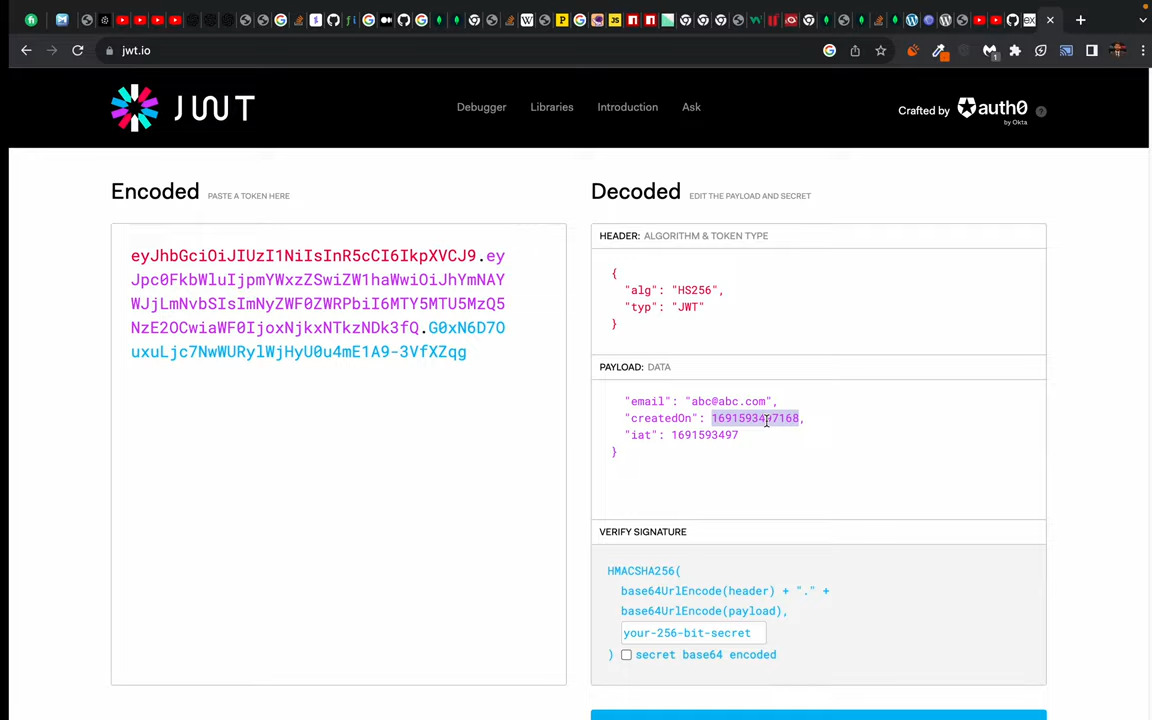 jwt.io
1
JWT
Debugger
Libraries
Introduction
Ask
Crafted by
auth0
by Okta
?
Encoded
PASTE A TOKEN HERE
Decoded
EDIT THE PAYLOAD AND SECRET
eyJhbGciOiJIUzI1NiIsInR5cCI6IkpXVCJ9.ey
Jpc0FkbWluIjpmYWxzZSwiZW1haWwiOiJhYmNAY
WJjLmNvbSIsImNyZWF0ZWRPbiI6MTY5MTU5MzQ5
NzE2OCwiaWF0IjoxNjkxNTkzNDk3fQ.G0xN6D7O
uxuLjc7NwWURylWjHyU0u4mE1A9-3VfXZqg
HEADER: ALGORITHM & TOKEN TYPE
{
"alg": "HS256",
"typ": "JWT"
}
PAYLOAD: DATA
"email": "abc@abc.com",
"createdOn": 1691593497168,
"iat": 1691593497
}
VERIFY SIGNATURE
HMACSHA256(
base64UrlEncode(header) + "." +
base64UrlEncode(payload),
your-256-bit-secret
) secret base64 encoded